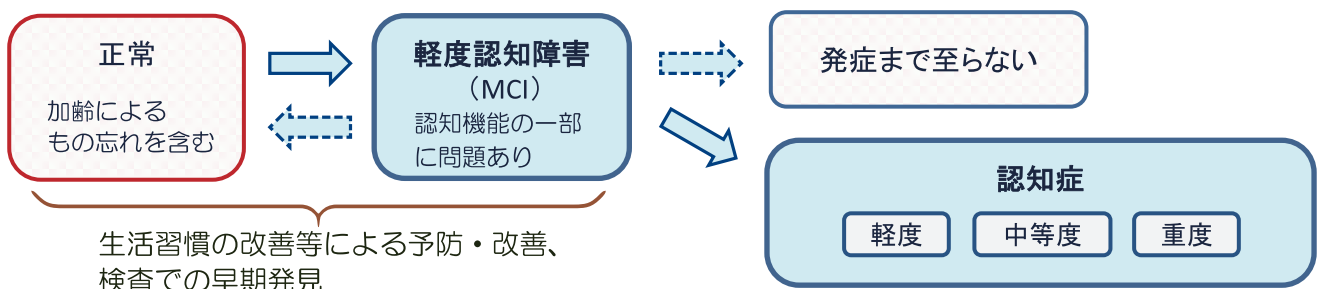 正常
加齢による
もの忘れを含む
軽度認知障害
（MCI）
認知機能の一部
に問題あり
発症まで至らない
認知症
軽度
中等度
重度
生活習慣の改善等による予防・改善、
検査での早期発見